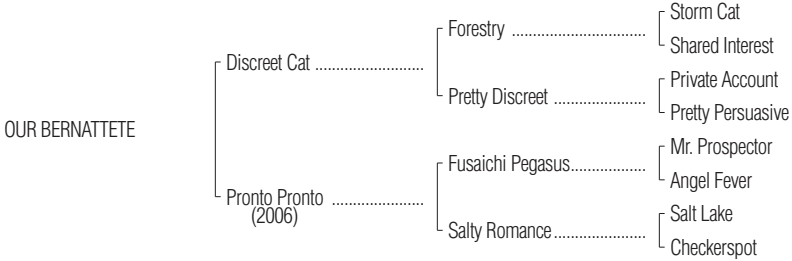 Storm Cat
Forestry ................................
Shared Interest
Discreet Cat ..........................
Private Account
Pretty Discreet ......................
Pretty Persuasive
OUR BERNATTETE
Mr. Prospector
Fusaichi Pegasus..................
Angel Fever
Pronto Pronto ......................
(2006)
Salt Lake
Salty Romance......................
Checkerspot